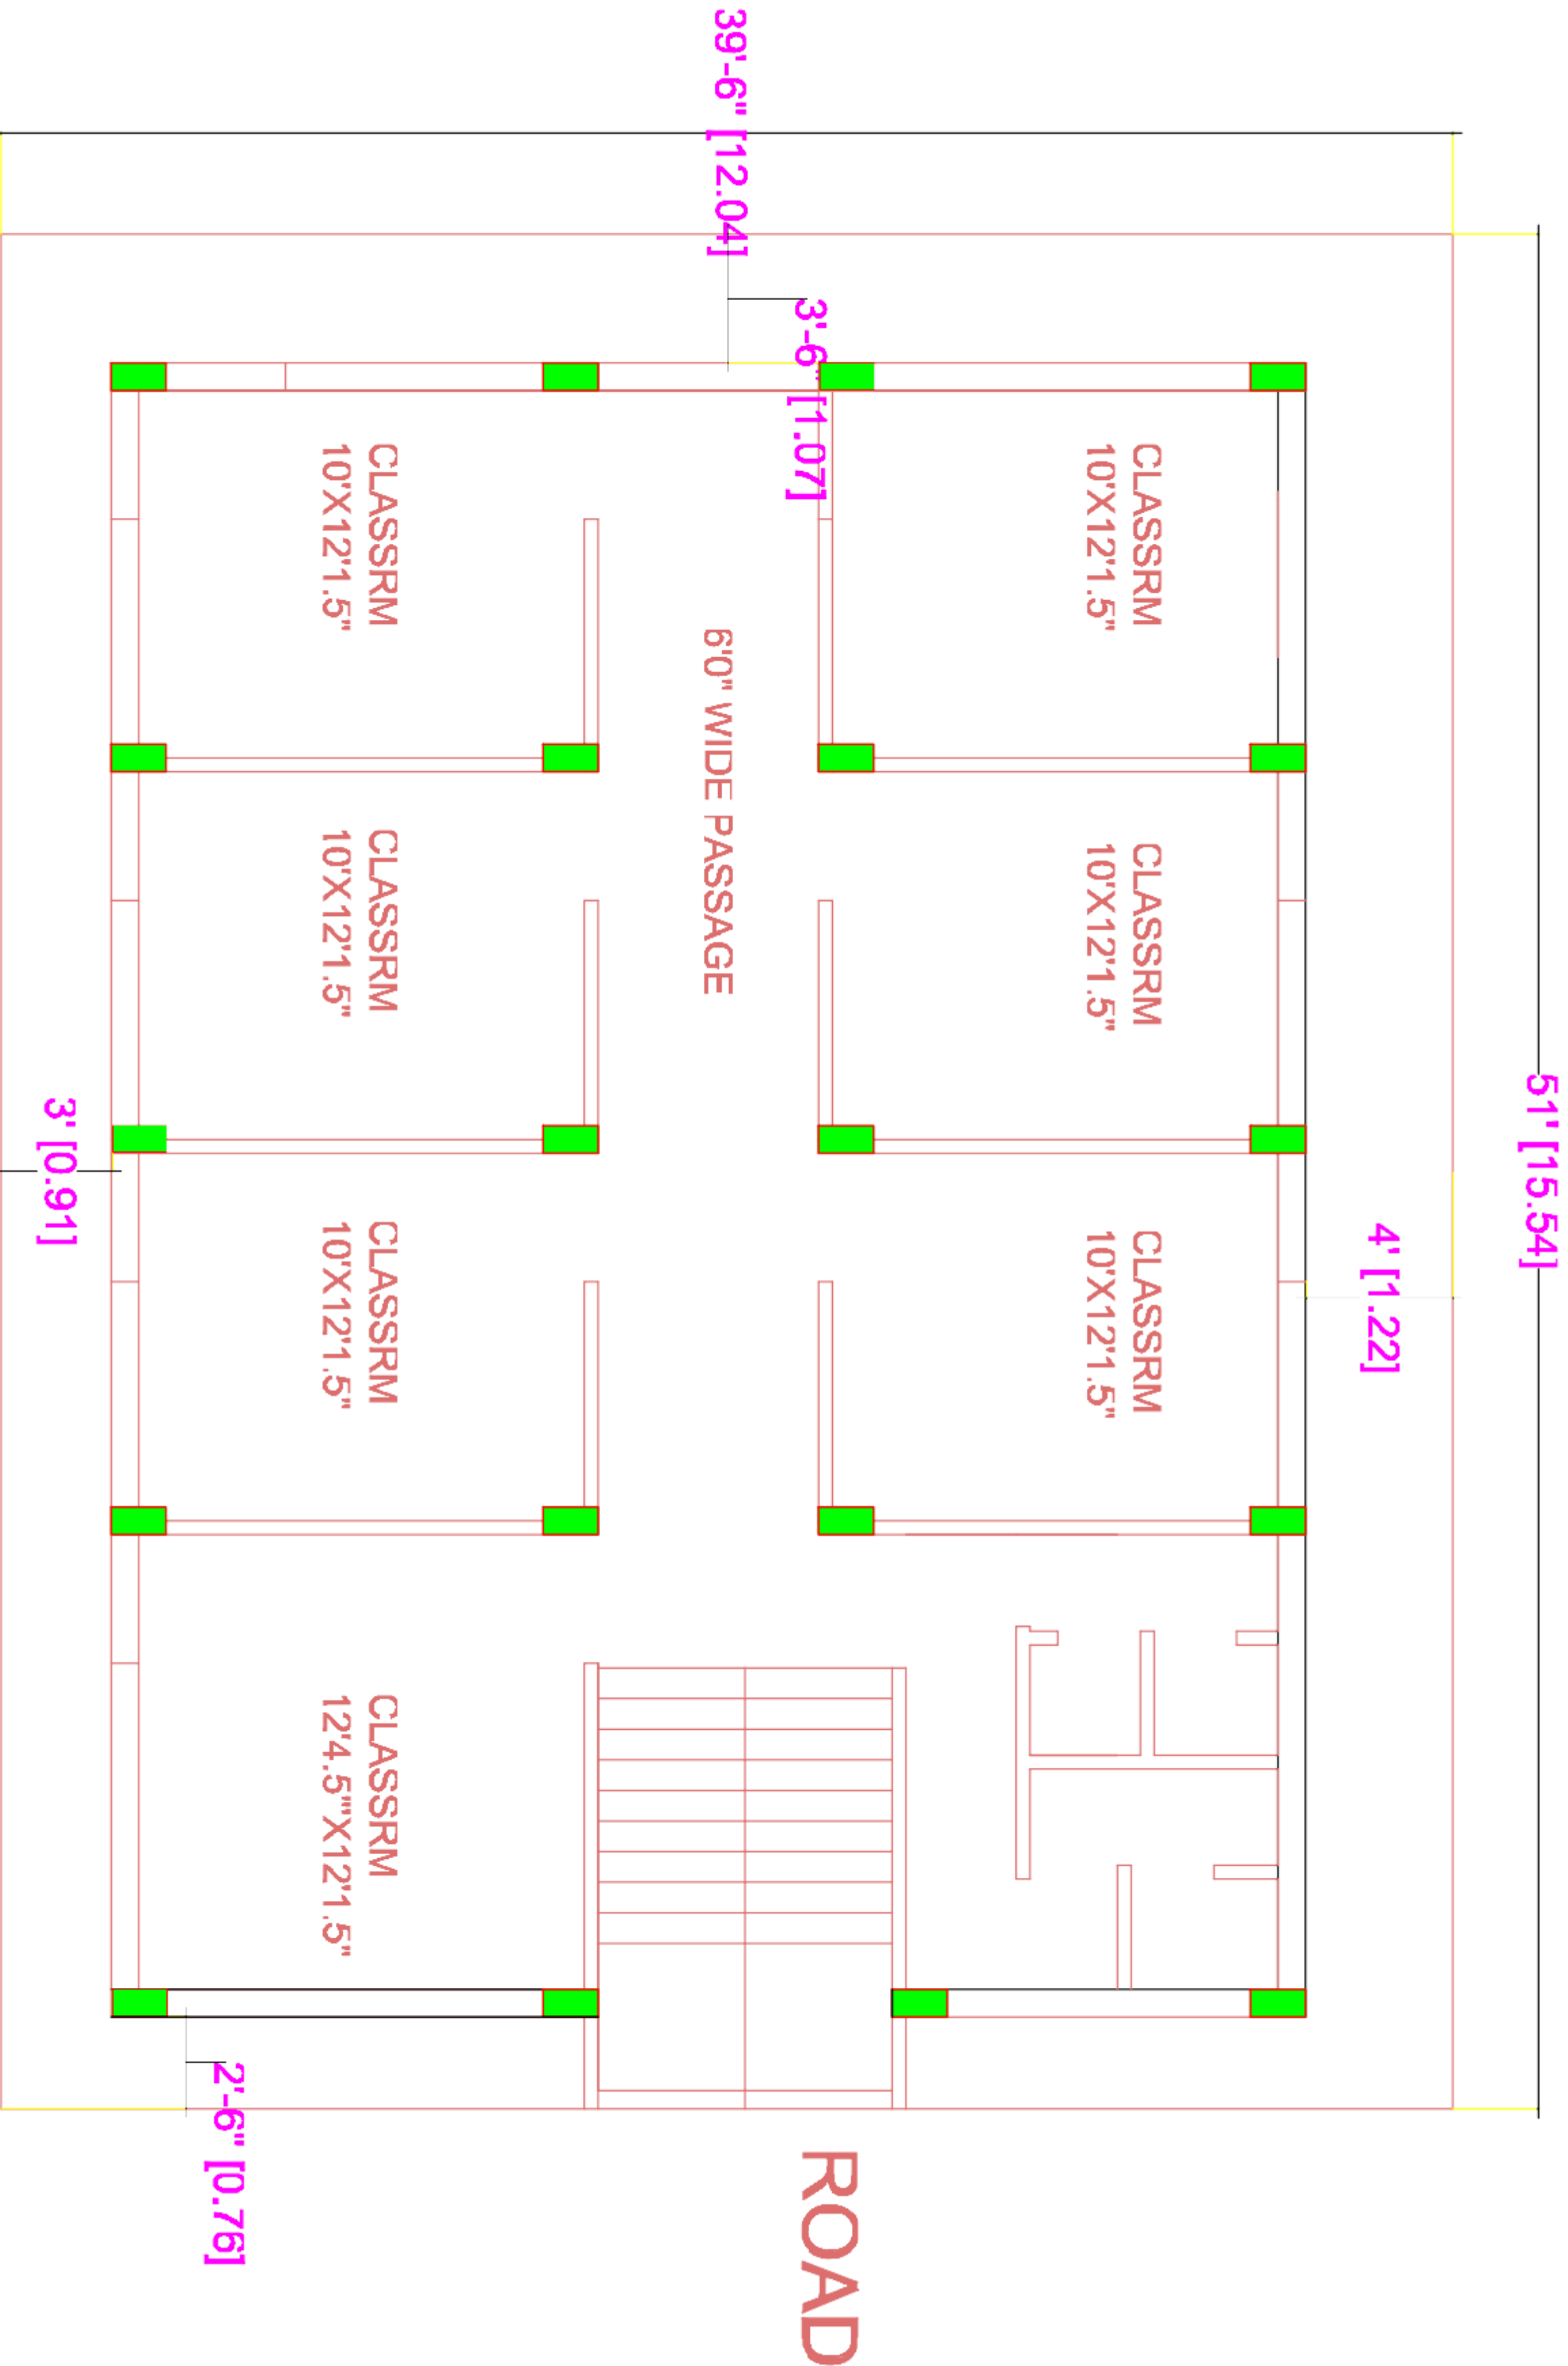 39'-6" [12.04]
3'-6" [1.07]
CLASSRM
10'X12'1.5"
CLASSRM
10'X12'1.5"
6'0" WIDE PASSAGE
CLASSRM
10'X12'1.5"
CLASSRM
10'X12'1.5"
51' [15.54]
3' [0.91]
4' [1.22]
CLASSRM
10'X12'1.5"
CLASSRM
10'X12'1.5"
CLASSRM
12'4.5"X12'1.5"
2'-6" [0.76]
ROAD